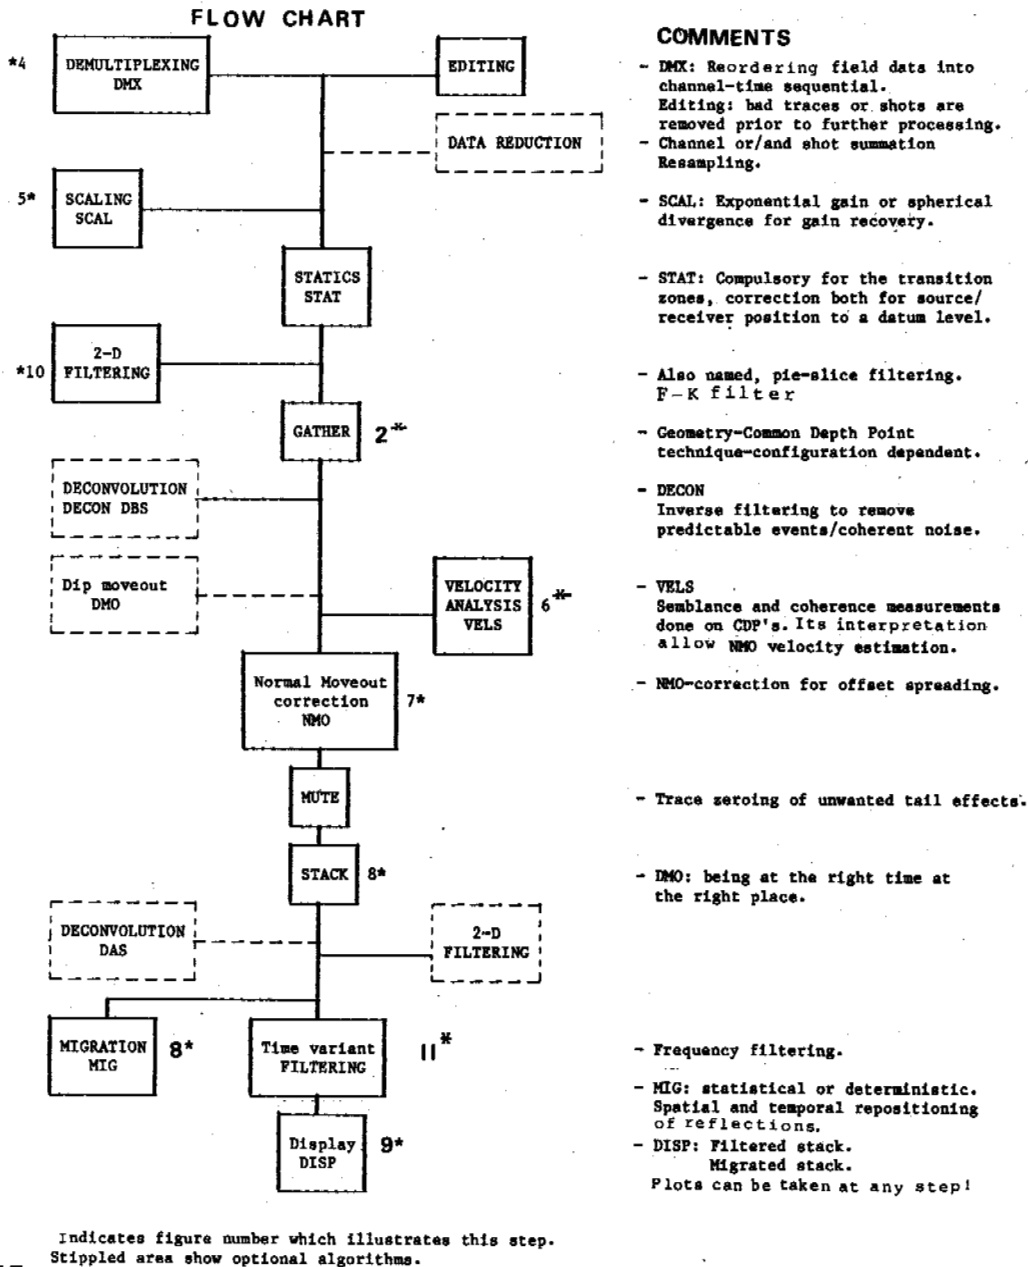 FLOW CHART
*4
DEMULTIPLEXING
DMX
EDITING
DATA REDUCTION
5*
SCALING
SCAL
STATICS
STAT
*10
2-D
FILTERING
GATHER
2*
DECONVOLUTION
DECON DBS
Dip moveout
DMO
VELOCITY
ANALYSIS
VELS
6*
Normal Moveout
correction
NMO
7*
MUTE
STACK
8*
DECONVOLUTION
DAS
2-D
FILTERING
MIGRATION
MIG
8*
Time variant
FILTERING
11*
Display
DISP
9*
COMMENTS
- DMX: Reordering field data into
channel-time sequential.
Editing: bad traces or shots are
removed prior to further processing.
- Channel or/and shot summation
Resampling.
- SCAL: Exponential gain or spherical
divergence for gain recovery.
- STAT: Compulsory for the transition
zones, correction both for source/
receiver position to a datum level.
- Also named, pie-slice filtering.
F-K filter
- Geometry-Common Depth Point
technique-configuration dependent.
- DECON
Inverse filtering to remove
predictable events/coherent noise.
- VELS
Semblance and coherence measurements
done on CDP's. Its interpretation
allow NMO velocity estimation.
- NMO-correction for offset spreading.
- Trace zeroing of unwanted tail effects.
- DMO: being at the right time at
the right place.
- Frequency filtering.
- MIG: statistical or deterministic.
Spatial and temporal repositioning
of reflections.
- DISP: Filtered stack.
Migrated stack.
Plots can be taken at any step!
Indicates figure number which illustrates this step.
Stippled area show optional algorithms.